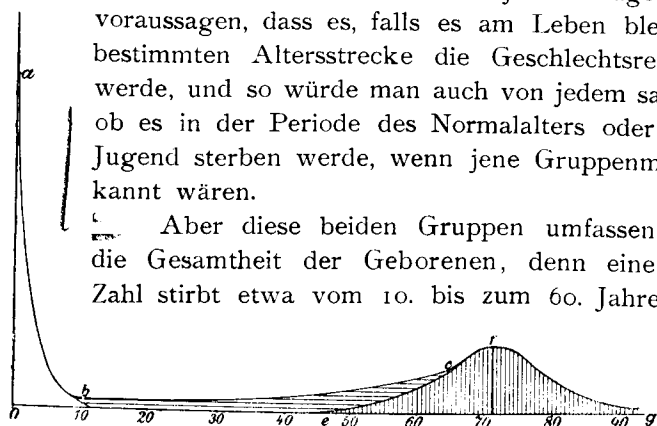 voraussagen, dass es, falls es am Leben ble
bestimmten Altersstrecke die Geschlechtsre
werde, und so würde man auch von jedem sa
ob es in der Periode des Normalalters oder
Jugend sterben werde, wenn jene Gruppenm
kannt wären.
Aber diese beiden Gruppen umfassen
die Gesamtheit der Geborenen, denn eine
Zahl stirbt etwa vom 10. bis zum 60. Jahre
a
b
c
r
0 10 20 30 40 e 50 60 70 80 90 g